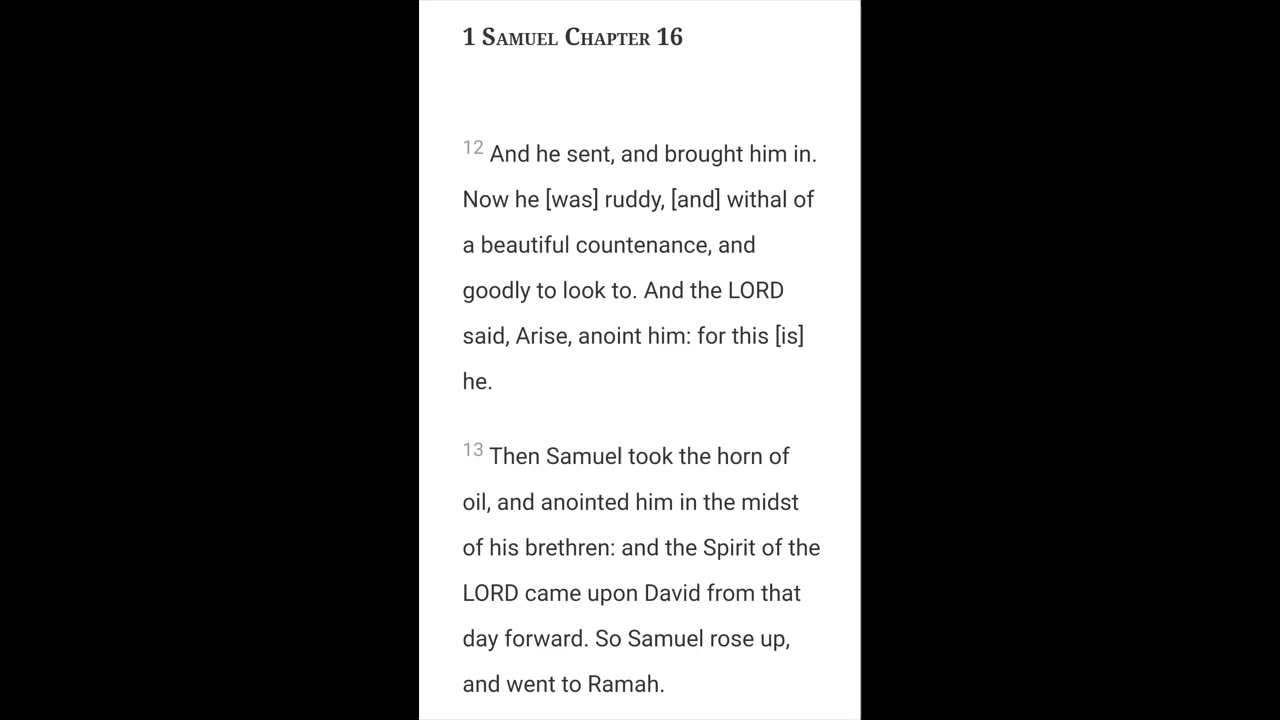 1 Samuel Chapter 16
12 And he sent, and brought him in.
Now he [was] ruddy, [and] withal of
a beautiful countenance, and
goodly to look to. And the LORD
said, Arise, anoint him: for this [is]
he.
13 Then Samuel took the horn of
oil, and anointed him in the midst
of his brethren: and the Spirit of the
LORD came upon David from that
day forward. So Samuel rose up,
and went to Ramah.